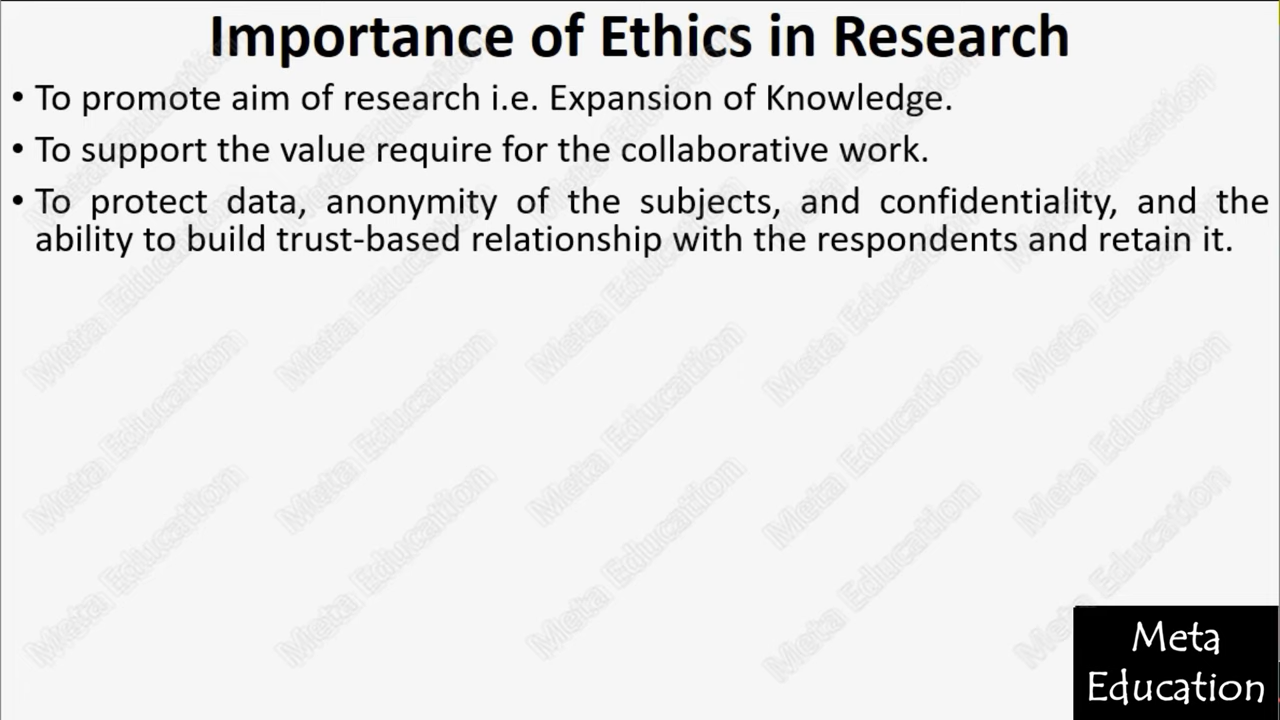 Importance of Ethics in Research
• To promote aim of research i.e. Expansion of Knowledge.
• To support the value require for the collaborative work.
• To protect data, anonymity of the subjects, and confidentiality, and the
ability to build trust-based relationship with the respondents and retain it.
Meta
Education